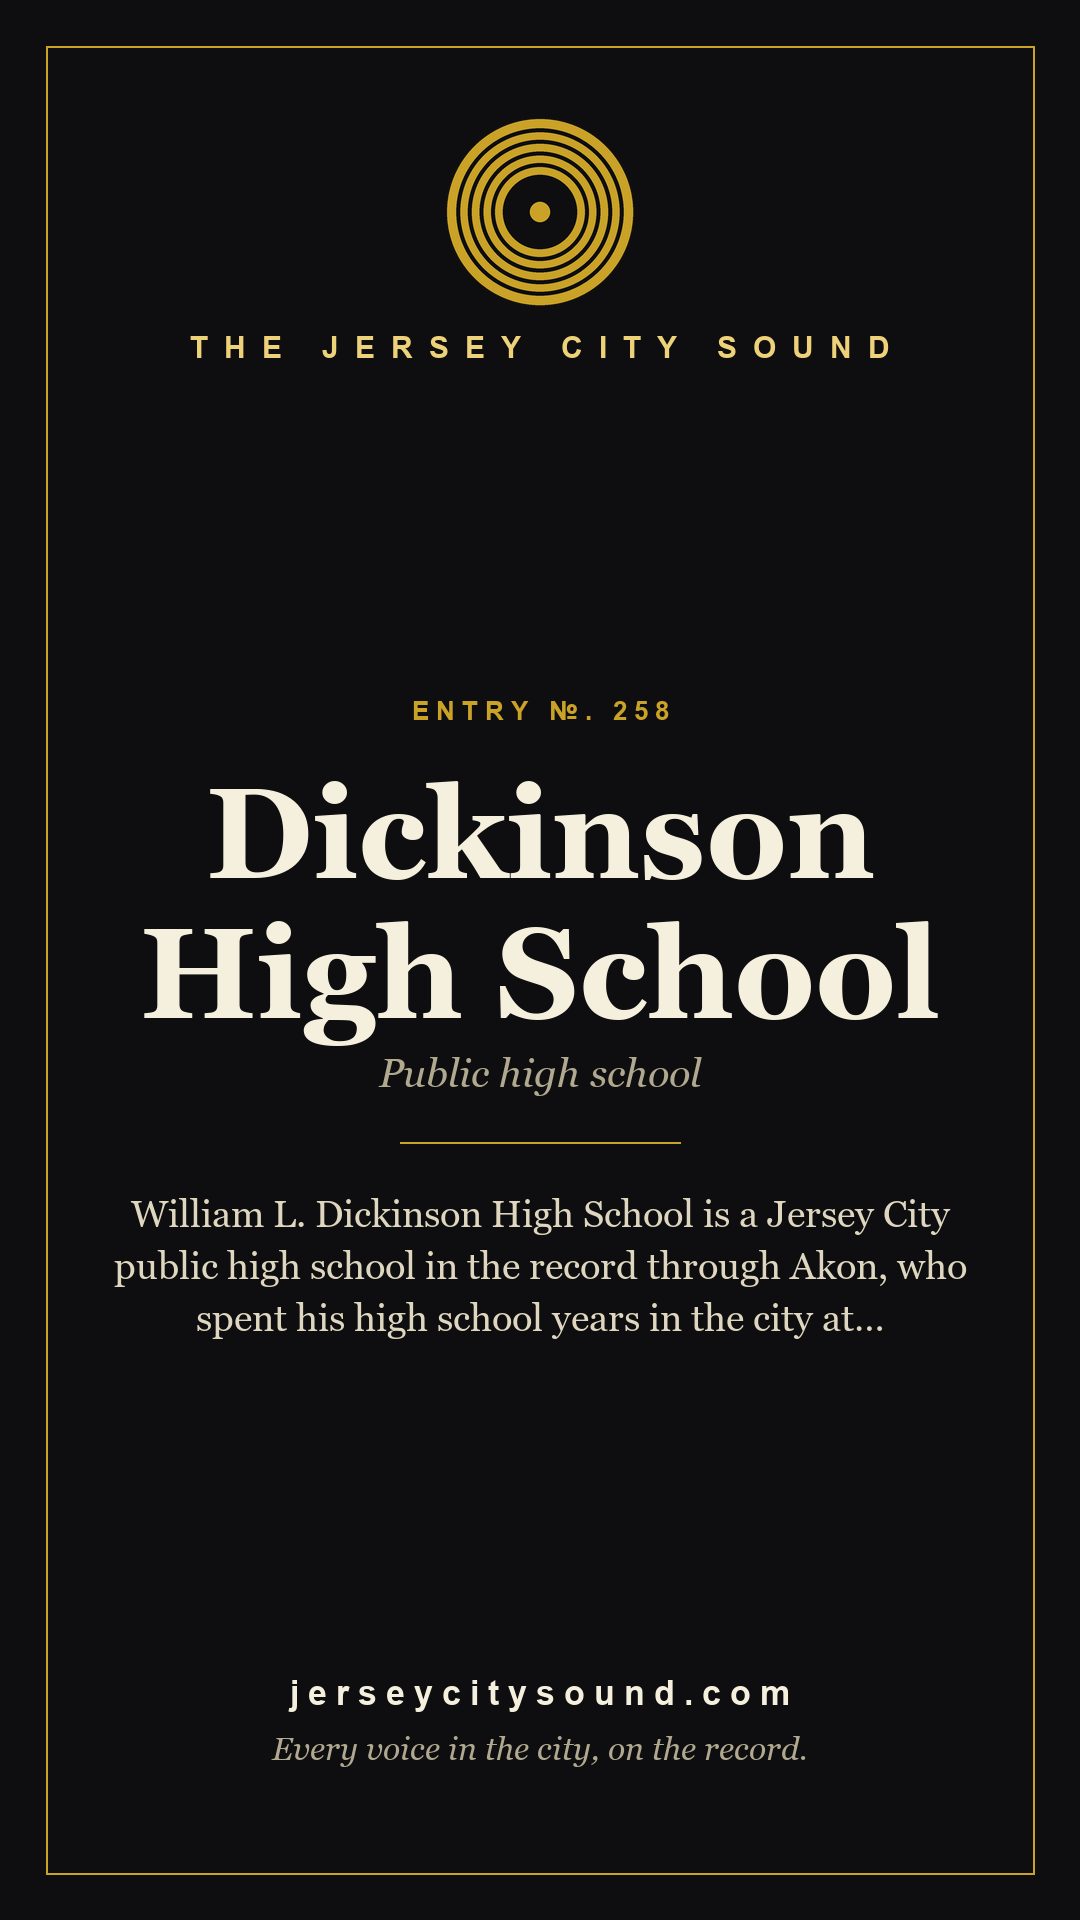 THE JERSEY CITY SOUND
ENTRY №. 258
Dickinson
High School
Public high school
William L. Dickinson High School is a Jersey City
public high school in the record through Akon, who
spent his high school years in the city at...
jerseycitysound.com
Every voice in the city, on the record.